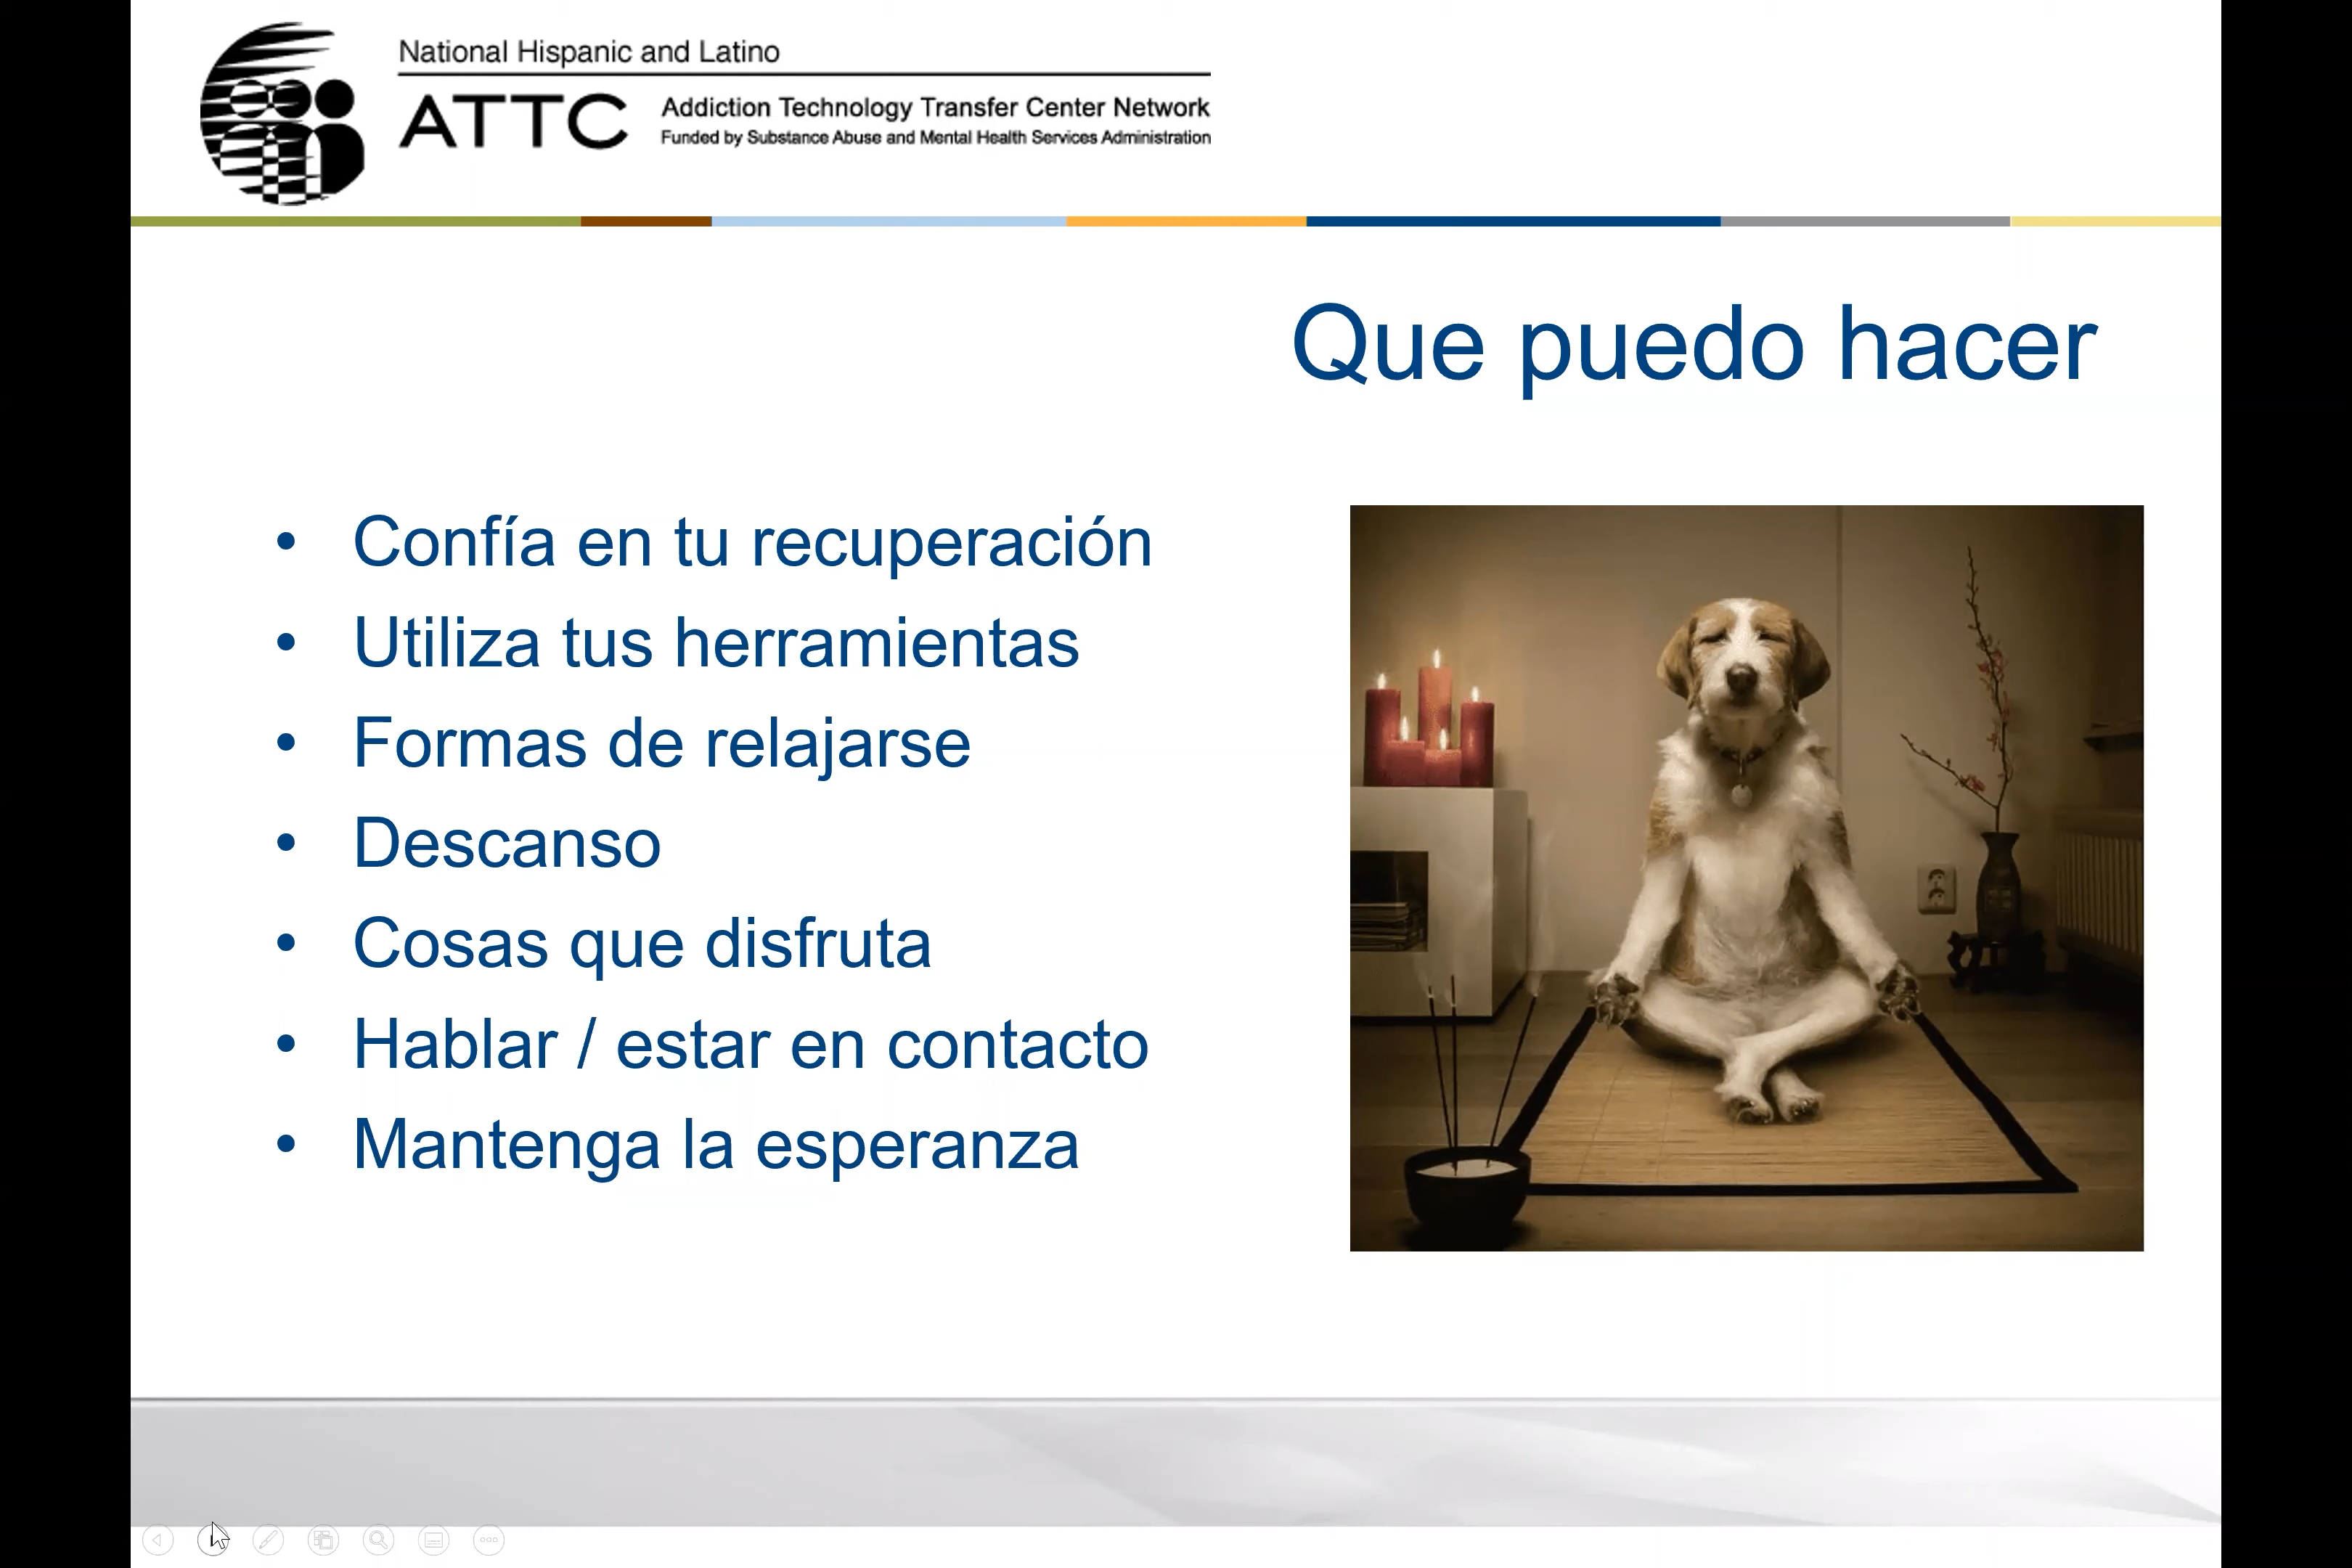 National Hispanic and Latino
ATTC
Addiction Technology Transfer Center Network
Funded by Substance Abuse and Mental Health Services Administration
Que puedo hacer
• Confía en tu recuperación
• Utiliza tus herramientas
• Formas de relajarse
• Descanso
• Cosas que disfruta
• Hablar / estar en contacto
• Mantenga la esperanza